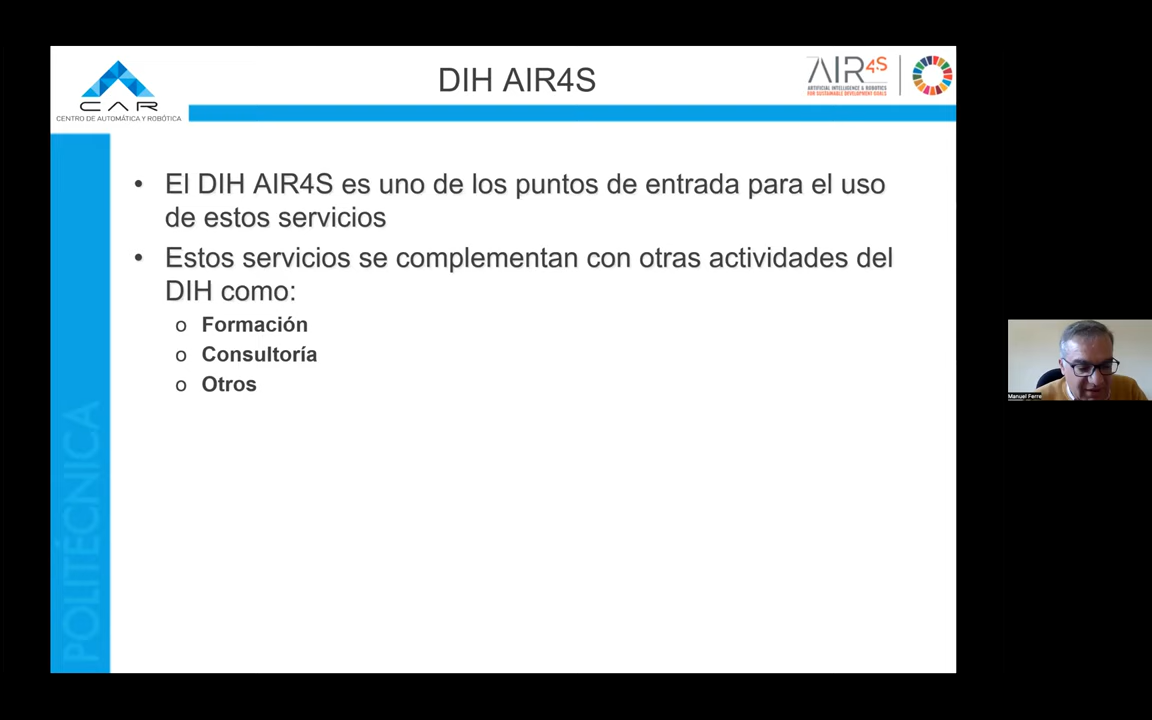 DIH AIR4S
CAR
CENTRO DE AUTOMÁTICA Y ROBÓTICA
AIR4S
ARTIFICIAL INTELLIGENCE & ROBOTICS
FOR SUSTAINABLE DEVELOPMENT GOALS
• El DIH AIR4S es uno de los puntos de entrada para el uso
de estos servicios
• Estos servicios se complementan con otras actividades del
DIH como:
o Formación
o Consultoría
o Otros
POLITÉCNICA
Manuel Ferre